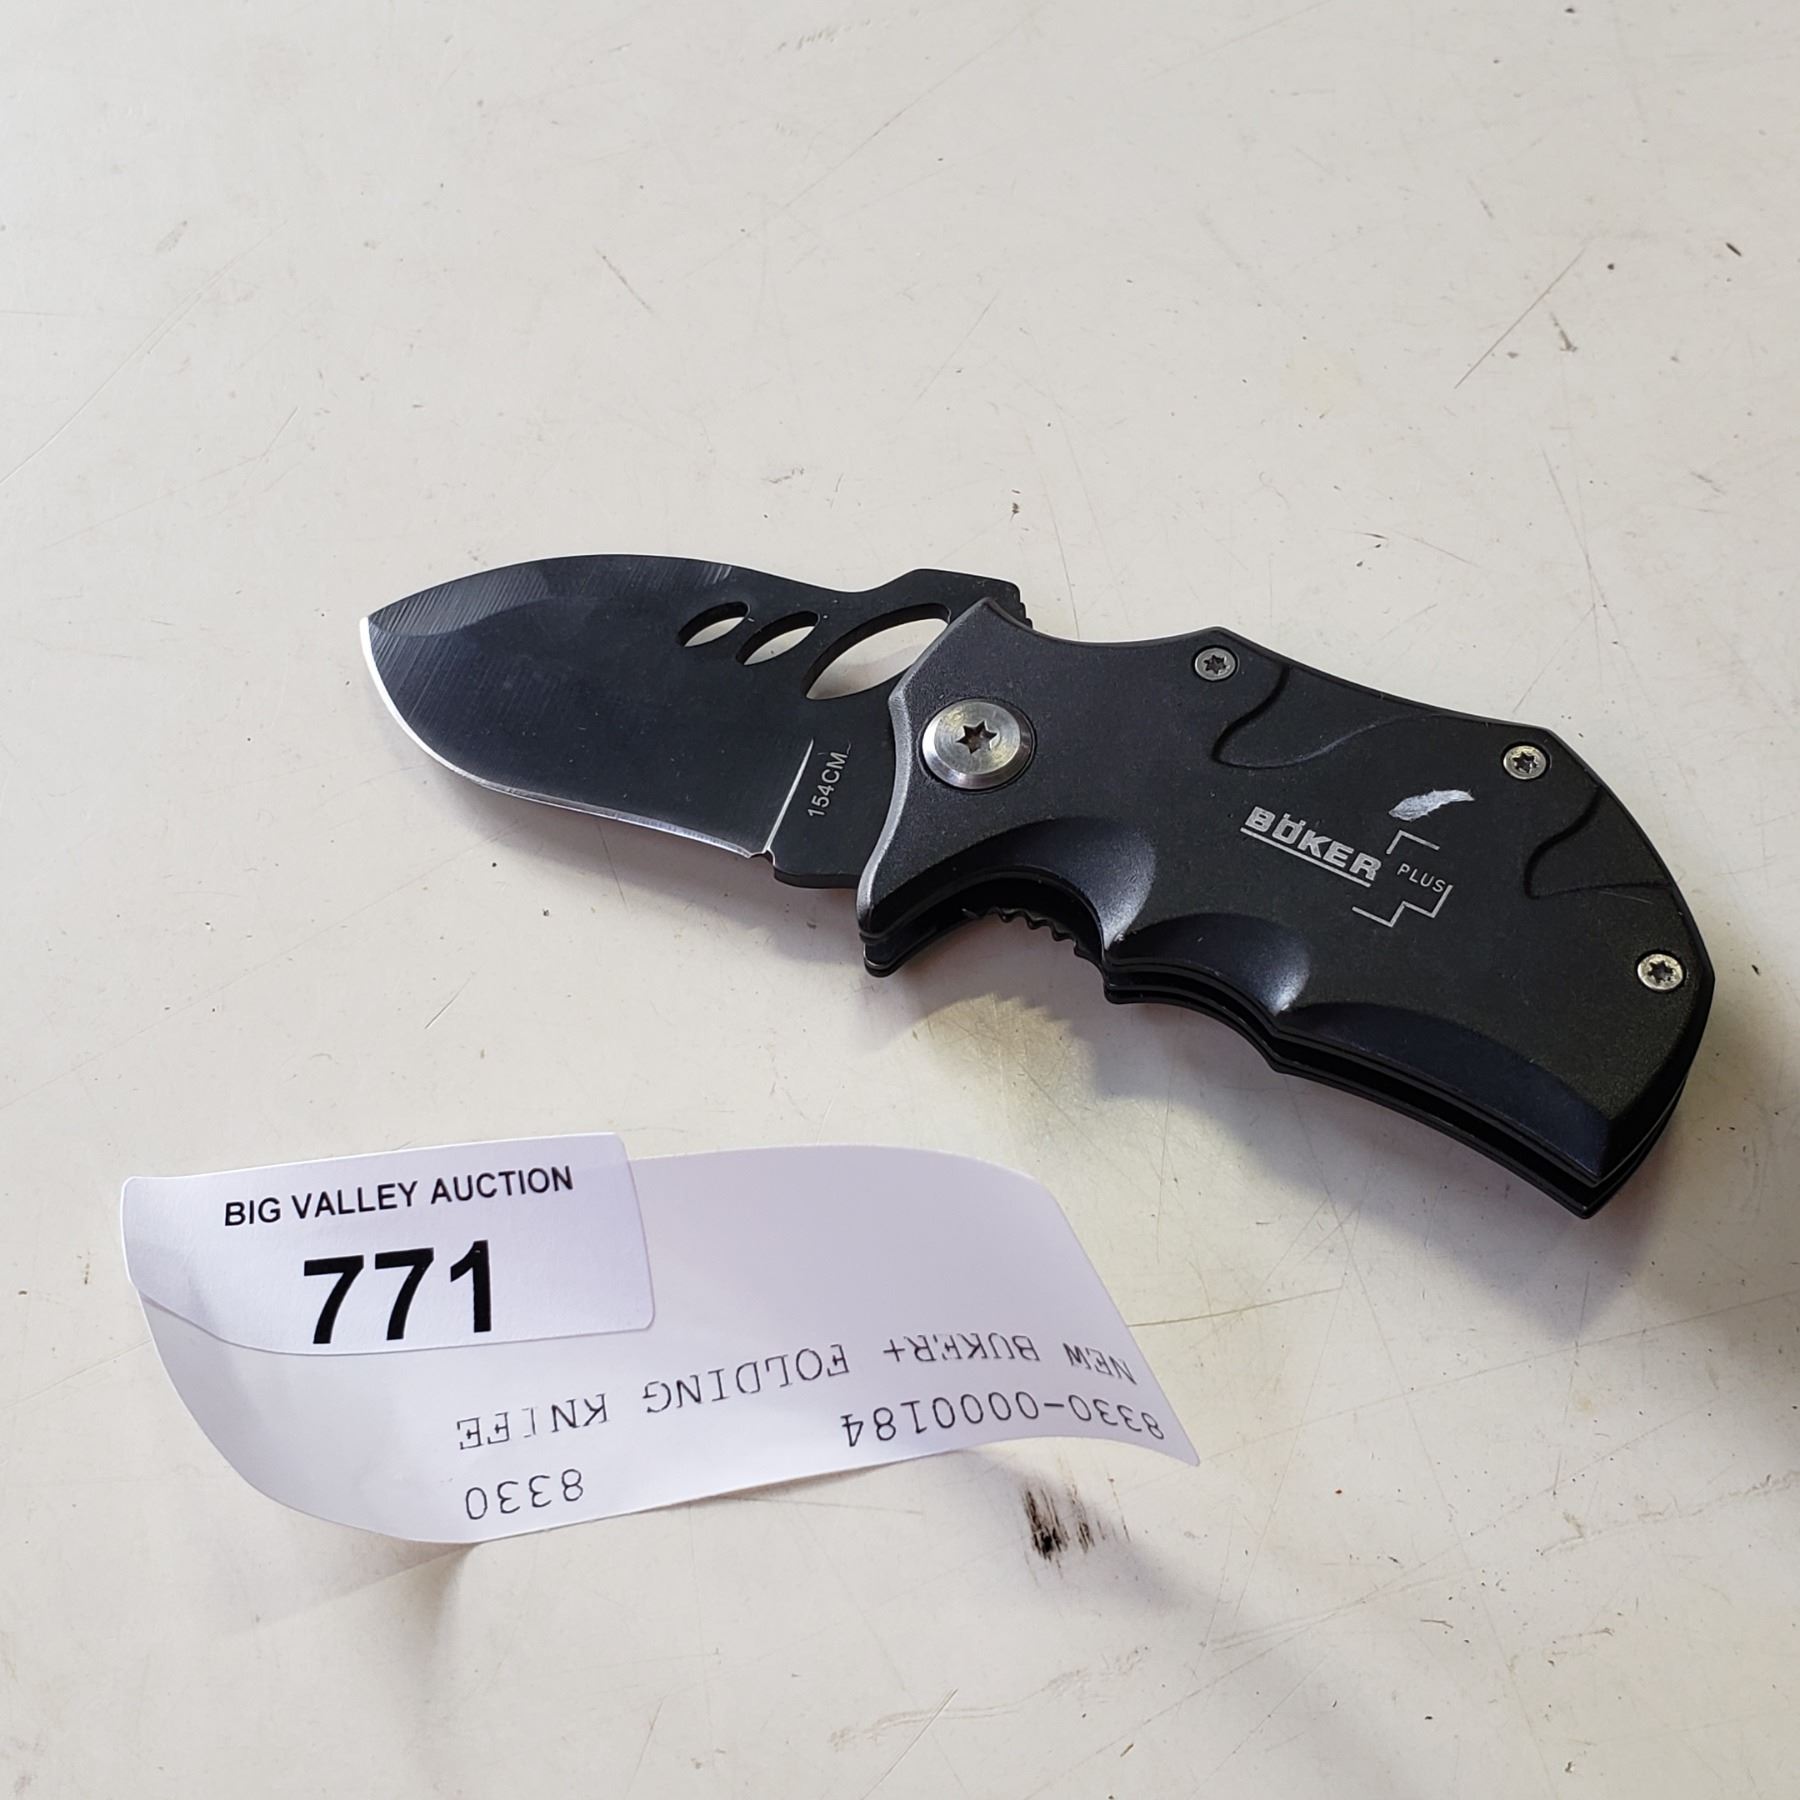 154CM
BÖKER
PLUS
BIG VALLEY AUCTION
771
8330-0000184
NEW BUKER+ FOLDING KNIFE
8330